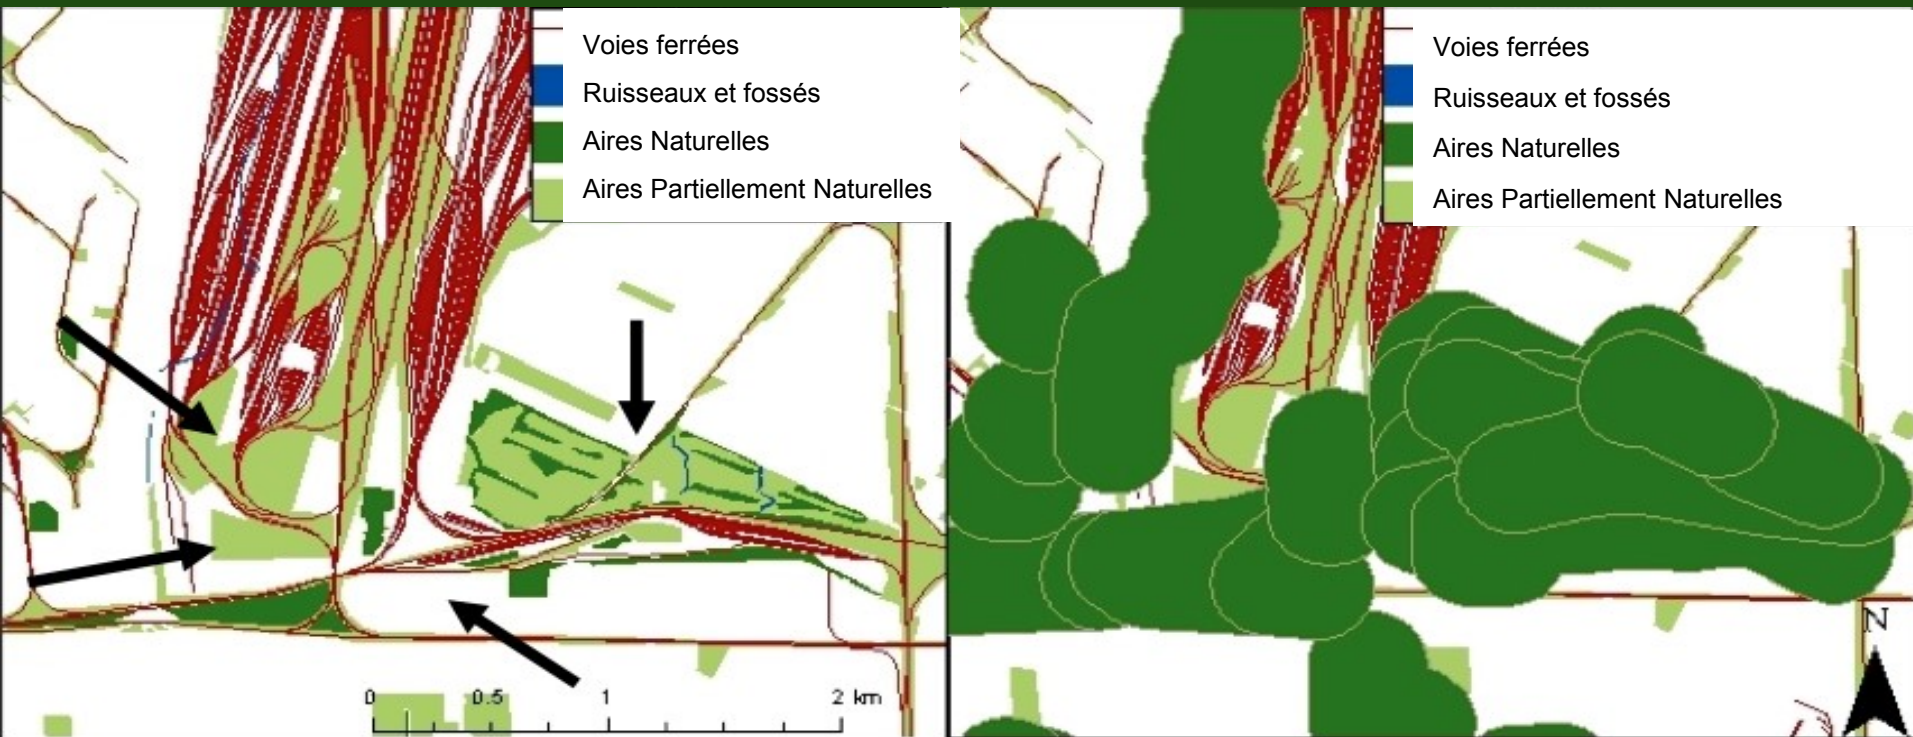 Voies ferrées
Ruisseaux et fossés
Aires Naturelles
Aires Partiellement Naturelles
Voies ferrées
Ruisseaux et fossés
Aires Naturelles
Aires Partiellement Naturelles
N
0 0.5 1 2 km